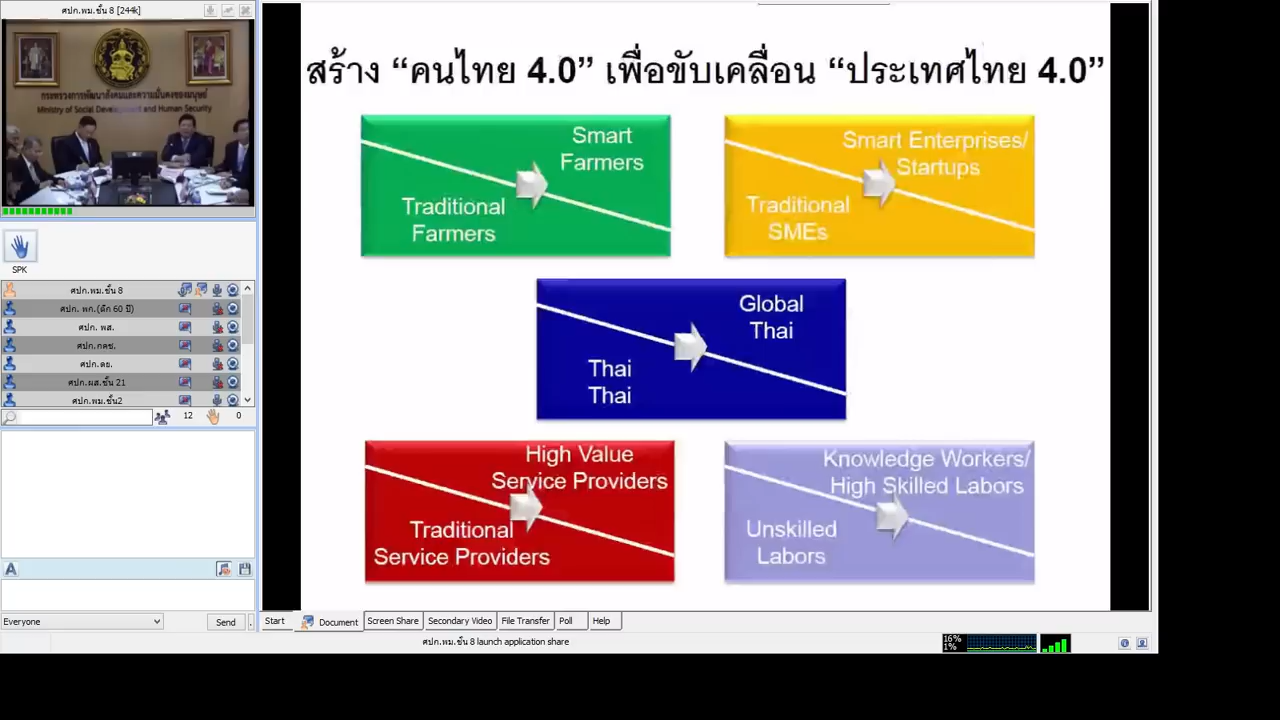 ศปก.พม.ชั้น 8 [244k]
กระทรวงการพัฒนาสังคมและความมั่นคงของมนุษย์
Ministry of Social Development and Human Security
SPK
ศปก.พม.ชั้น 8
ศปก. พก.(ตึก 60 ปี)
ศปก. พส.
ศปก.กคช.
ศปก.ดย.
ศปก.ผส.ชั้น 21
ศปก.พม.ชั้น2
12
0
Everyone
Send
สร้าง “คนไทย 4.0” เพื่อขับเคลื่อน “ประเทศไทย 4.0”
Smart
Farmers
Traditional
Farmers
Smart Enterprises/
Startups
Traditional
SMEs
Global
Thai
Thai
Thai
High Value
Service Providers
Traditional
Service Providers
Knowledge Workers/
High Skilled Labors
Unskilled
Labors
Start
Document
Screen Share
Secondary Video
File Transfer
Poll
Help
ศปก.พม.ชั้น 8 launch application share
16%
1%